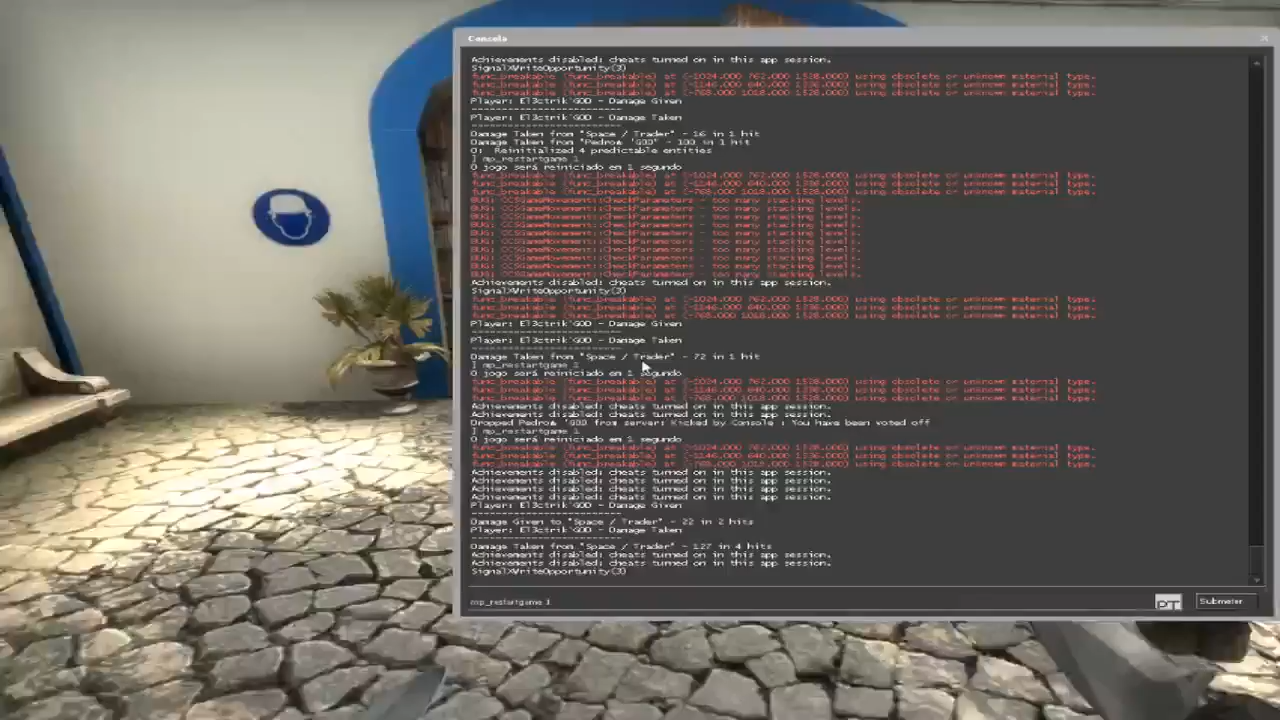 Consola
Achievements disabled: cheats turned on in this app session.
SignalXWriteOpportunity(3)
func_breakable (func_breakable) at (-1024.000 762.000 1528.000) using obsolete or unknown material type.
func_breakable (func_breakable) at (-1146.000 640.000 1536.000) using obsolete or unknown material type.
func_breakable (func_breakable) at (-768.000 1018.000 1528.000) using obsolete or unknown material type.
Player: El3ctrik'GOD - Damage Given
-------------------------
Player: El3ctrik'GOD - Damage Taken
-------------------------
Damage Taken from "Space / Trader" - 16 in 1 hit
Damage Taken from "Pedro& 'GOD" - 100 in 1 hit
0: Reinitialized 4 predictable entities
] mp_restartgame 1
O jogo será reiniciado em 1 segundo
func_breakable (func_breakable) at (-1024.000 762.000 1528.000) using obsolete or unknown material type.
func_breakable (func_breakable) at (-1146.000 640.000 1536.000) using obsolete or unknown material type.
func_breakable (func_breakable) at (-768.000 1018.000 1528.000) using obsolete or unknown material type.
BUG: CCSGameMovement::CheckParameters - too many stacking levels.
BUG: CCSGameMovement::CheckParameters - too many stacking levels.
BUG: CCSGameMovement::CheckParameters - too many stacking levels.
BUG: CCSGameMovement::CheckParameters - too many stacking levels.
BUG: CCSGameMovement::CheckParameters - too many stacking levels.
BUG: CCSGameMovement::CheckParameters - too many stacking levels.
BUG: CCSGameMovement::CheckParameters - too many stacking levels.
BUG: CCSGameMovement::CheckParameters - too many stacking levels.
BUG: CCSGameMovement::CheckParameters - too many stacking levels.
BUG: CCSGameMovement::CheckParameters - too many stacking levels.
Achievements disabled: cheats turned on in this app session.
SignalXWriteOpportunity(3)
func_breakable (func_breakable) at (-1024.000 762.000 1528.000) using obsolete or unknown material type.
func_breakable (func_breakable) at (-1146.000 640.000 1536.000) using obsolete or unknown material type.
func_breakable (func_breakable) at (-768.000 1018.000 1528.000) using obsolete or unknown material type.
Player: El3ctrik'GOD - Damage Given
-------------------------
Player: El3ctrik'GOD - Damage Taken
-------------------------
Damage Taken from "Space / Trader" - 72 in 1 hit
] mp_restartgame 1
O jogo será reiniciado em 1 segundo
func_breakable (func_breakable) at (-1024.000 762.000 1528.000) using obsolete or unknown material type.
func_breakable (func_breakable) at (-1146.000 640.000 1536.000) using obsolete or unknown material type.
func_breakable (func_breakable) at (-768.000 1018.000 1528.000) using obsolete or unknown material type.
Achievements disabled: cheats turned on in this app session.
Achievements disabled: cheats turned on in this app session.
Dropped Pedro& 'GOD from server: Kicked by Console : You have been voted off
] mp_restartgame 1
O jogo será reiniciado em 1 segundo
func_breakable (func_breakable) at (-1024.000 762.000 1528.000) using obsolete or unknown material type.
func_breakable (func_breakable) at (-1146.000 640.000 1536.000) using obsolete or unknown material type.
func_breakable (func_breakable) at (-768.000 1018.000 1528.000) using obsolete or unknown material type.
Achievements disabled: cheats turned on in this app session.
Achievements disabled: cheats turned on in this app session.
Achievements disabled: cheats turned on in this app session.
Achievements disabled: cheats turned on in this app session.
Player: El3ctrik'GOD - Damage Given
-------------------------
Damage Given to "Space / Trader" - 22 in 2 hits
Player: El3ctrik'GOD - Damage Taken
-------------------------
Damage Taken from "Space / Trader" - 127 in 4 hits
Achievements disabled: cheats turned on in this app session.
Achievements disabled: cheats turned on in this app session.
SignalXWriteOpportunity(3)
mp_restartgame 1
PT
Submeter